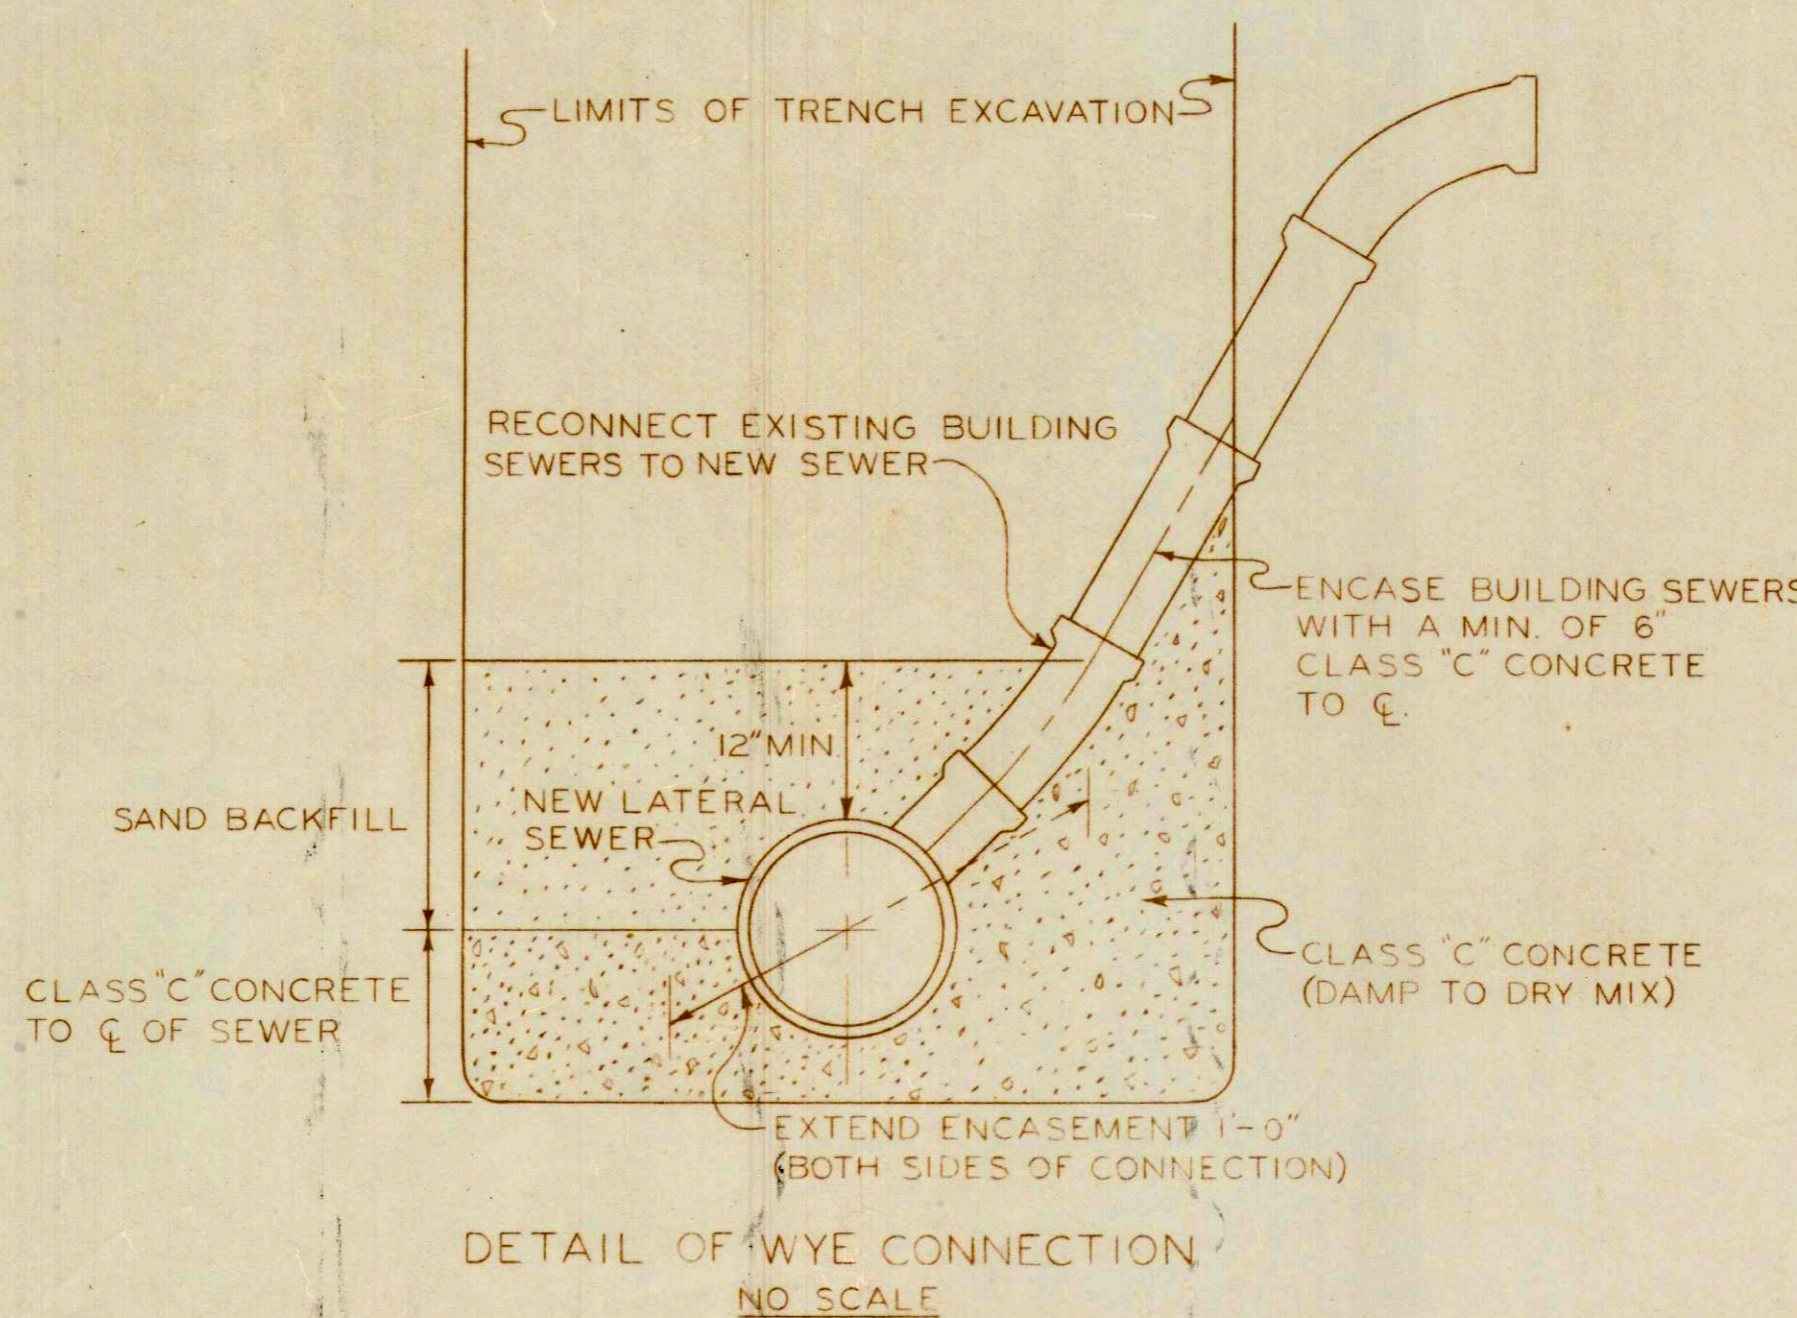 LIMITS OF TRENCH EXCAVATION
RECONNECT EXISTING BUILDING
SEWERS TO NEW SEWER
ENCASE BUILDING SEWERS
WITH A MIN. OF 6"
CLASS "C" CONCRETE
TO ℄.
12" MIN.
SAND BACKFILL
NEW LATERAL
SEWER
CLASS "C" CONCRETE
TO ℄ OF SEWER
CLASS "C" CONCRETE
(DAMP TO DRY MIX)
EXTEND ENCASEMENT 1'-0"
(BOTH SIDES OF CONNECTION)
DETAIL OF WYE CONNECTION
NO SCALE